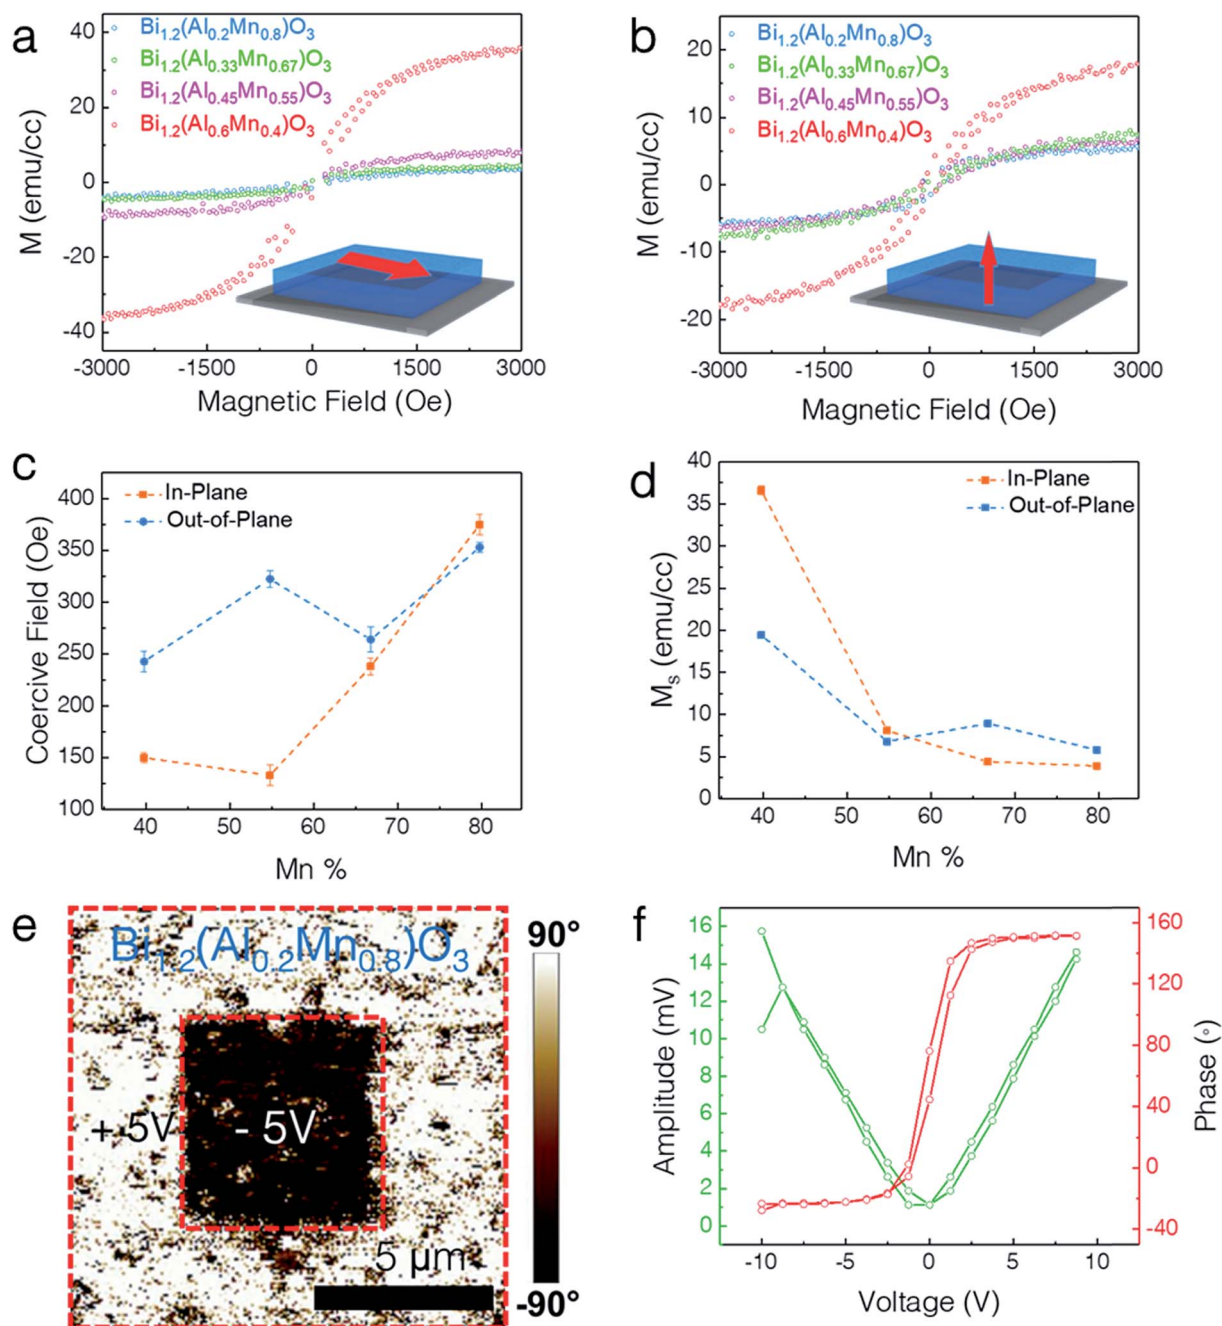 a
Bi1.2(Al0.2Mn0.8)O3
Bi1.2(Al0.33Mn0.67)O3
Bi1.2(Al0.45Mn0.55)O3
Bi1.2(Al0.6Mn0.4)O3
40
20
0
-20
-40
M (emu/cc)
-3000 -1500 0 1500 3000
Magnetic Field (Oe)
b
Bi1.2(Al0.2Mn0.8)O3
Bi1.2(Al0.33Mn0.67)O3
Bi1.2(Al0.45Mn0.55)O3
Bi1.2(Al0.6Mn0.4)O3
20
10
0
-10
-20
M (emu/cc)
-3000 -1500 0 1500 3000
Magnetic Field (Oe)
c
In-Plane
Out-of-Plane
400
350
300
250
200
150
100
Coercive Field (Oe)
40 50 60 70 80
Mn %
d
In-Plane
Out-of-Plane
40
35
30
25
20
15
10
5
0
Ms (emu/cc)
40 50 60 70 80
Mn %
e
Bi1.2(Al0.2Mn0.8)O3
+ 5V
- 5V
5 μm
90°
-90°
f
16
14
12
10
8
6
4
2
0
Amplitude (mV)
160
120
80
40
0
-40
Phase (°)
-10 -5 0 5 10
Voltage (V)